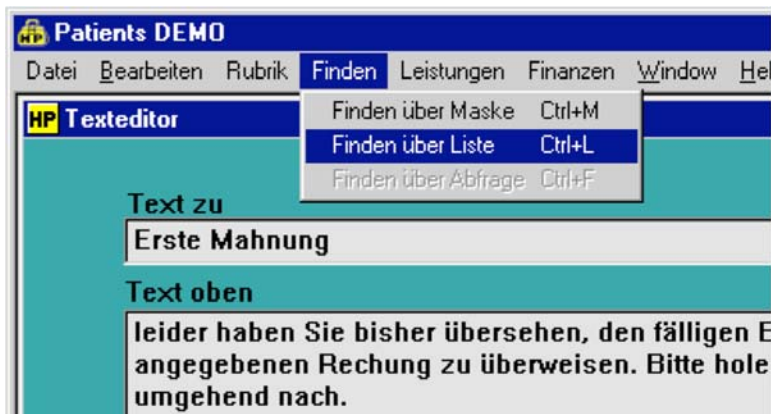 HP Patients DEMO
Datei Bearbeiten Rubrik Finden Leistungen Finanzen Window
HP Texteditor
Finden über Maske Ctrl+M
Finden über Liste Ctrl+L
Finden über Abfrage Ctrl+F
Text zu
Erste Mahnung
Text oben
leider haben Sie bisher übersehen, den fälligen
angegebenen Rechung zu überweisen. Bitte hole
umgehend nach.